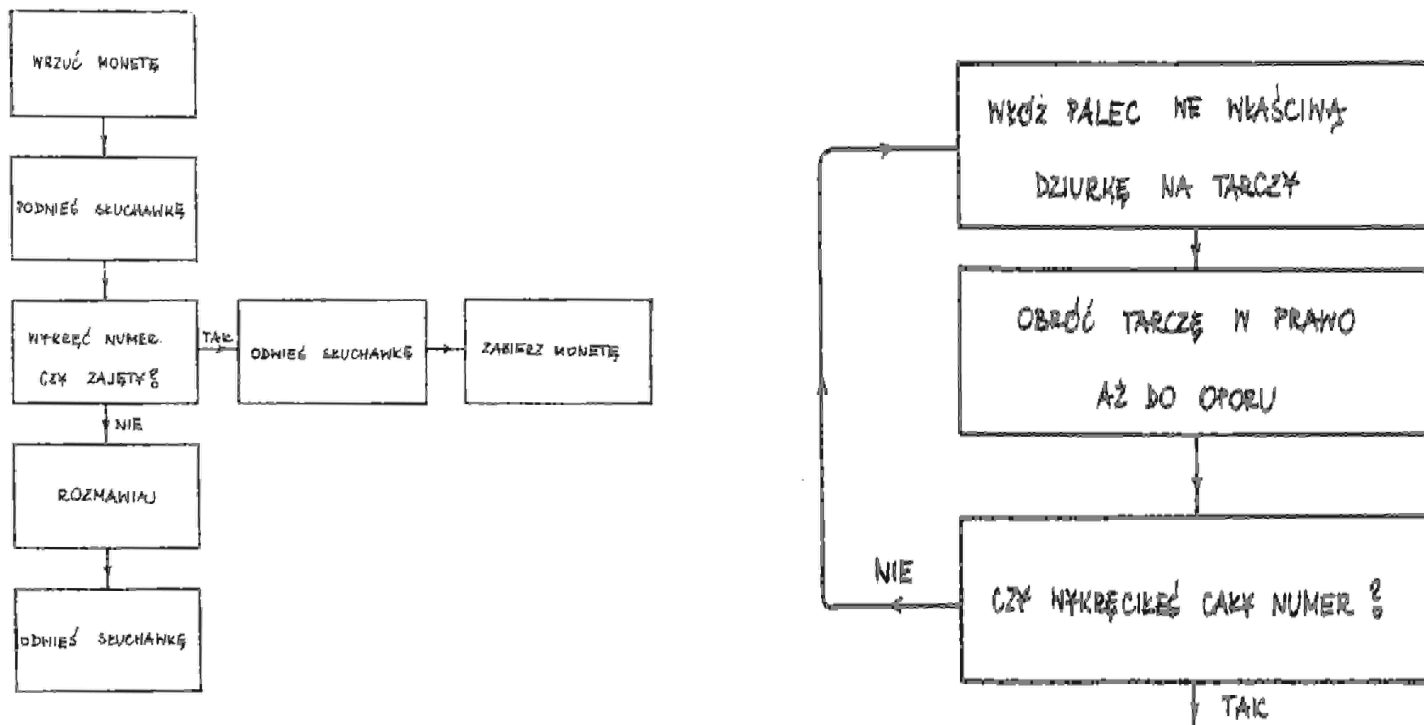 WRZUĆ MONETĘ
PODNIEŚ SŁUCHAWKĘ
WYKRĘĆ NUMER.
CZY ZAJĘTY?
TAK
ODWIEŚ SŁUCHAWKĘ
ZABIERZ MONETĘ
NIE
ROZMAWIAJ
ODWIEŚ SŁUCHAWKĘ
WŁÓŻ PALEC WE WŁAŚCIWĄ
DZIURKĘ NA TARCZY
OBRÓĆ TARCZĘ W PRAWO
AŻ DO OPORU
NIE
CZY WYKRĘCIŁEŚ CAŁY NUMER?
TAK